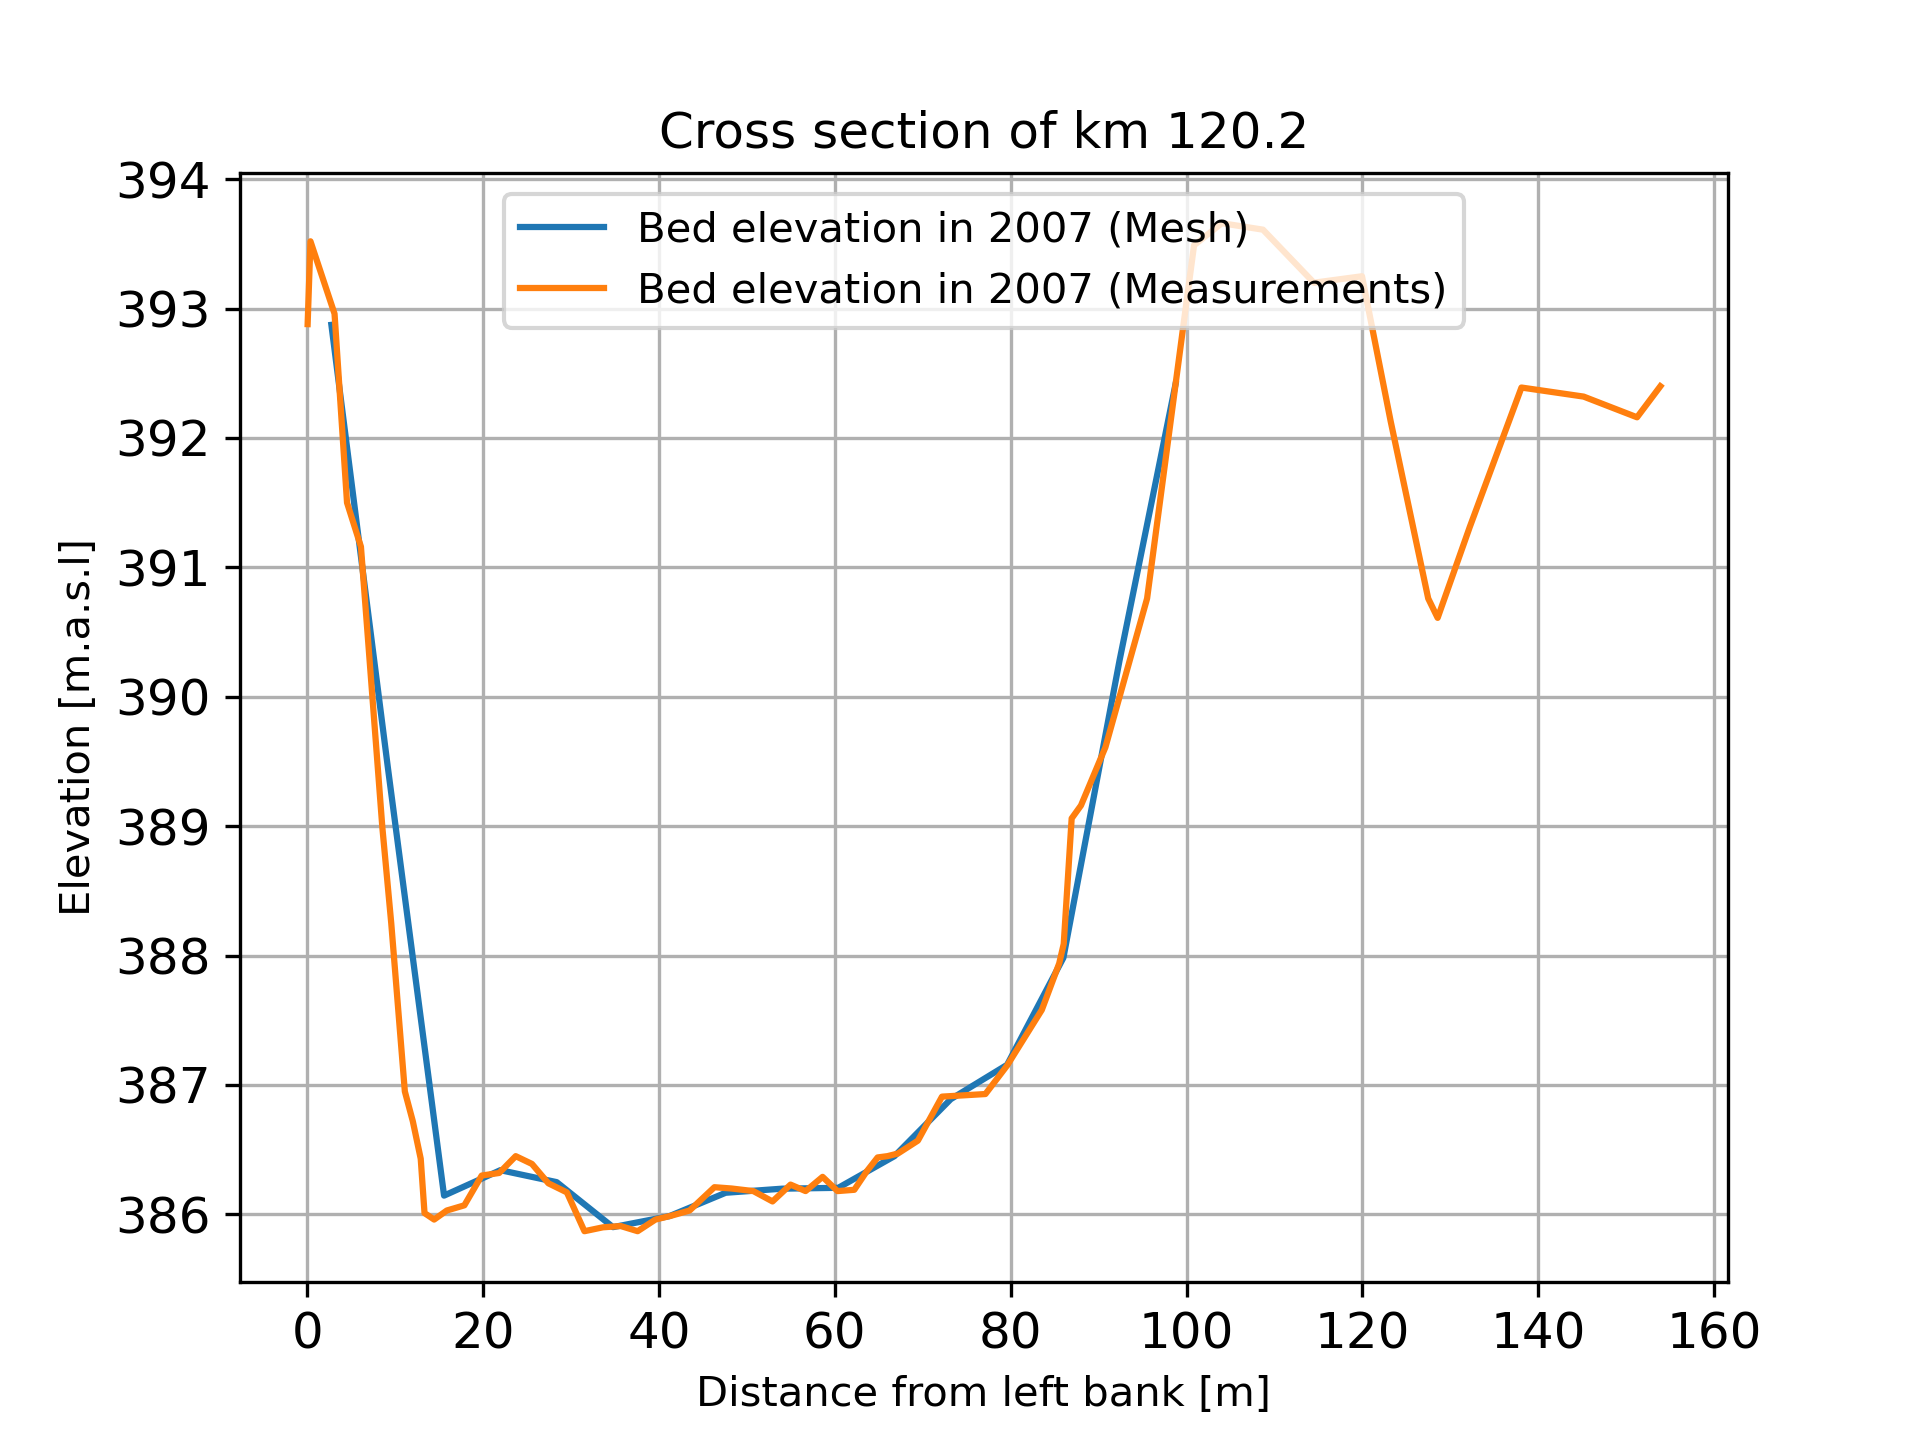 Cross section of km 120.2
Bed elevation in 2007 (Mesh)
Bed elevation in 2007 (Measurements)
394
393
392
391
390
389
388
387
386
Elevation [m.a.s.l]
0 20 40 60 80 100 120 140 160
Distance from left bank [m]